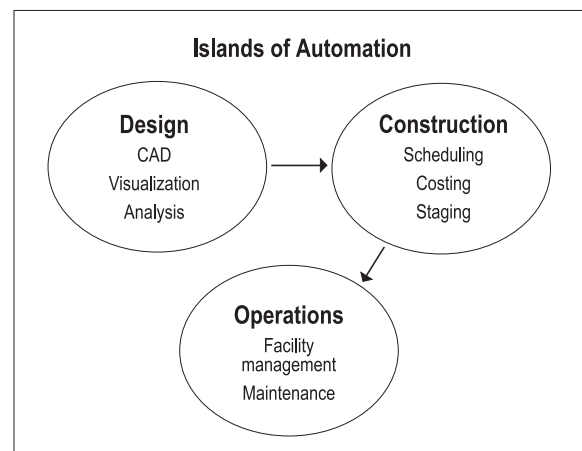 Islands of Automation
Design
CAD
Visualization
Analysis
Construction
Scheduling
Costing
Staging
Operations
Facility
management
Maintenance